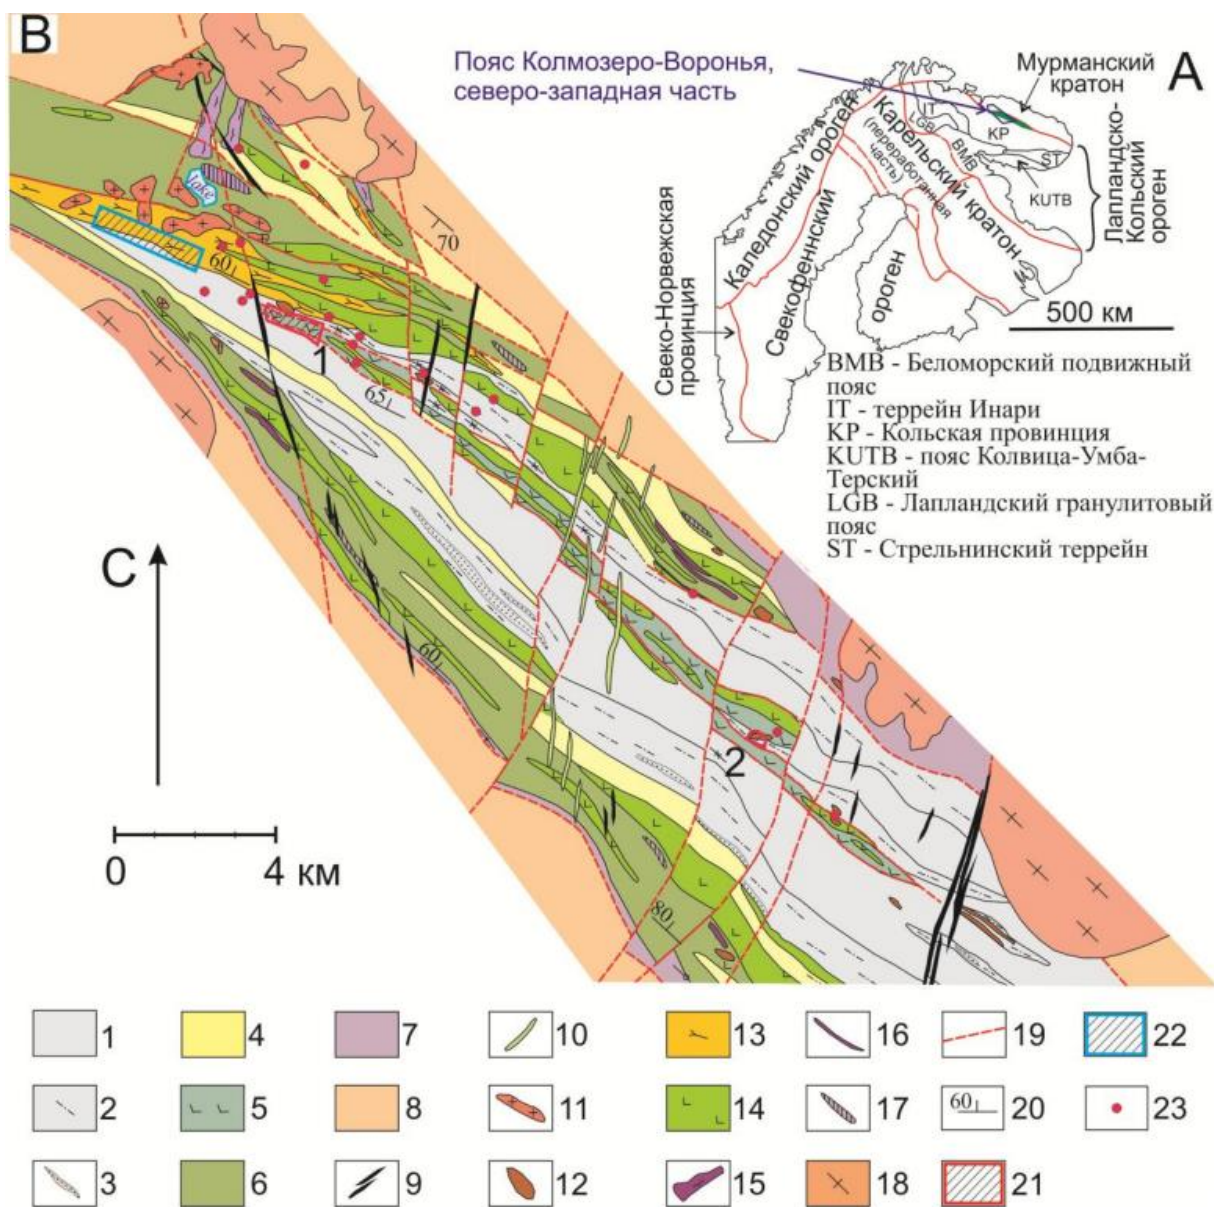 B
A
Пояс Колмозеро-Воронья,
северо-западная часть
Мурманский
кратон
Лапландско-
Кольский
ороген
Каледонский ороген
Карельский кратон
(переработанная
часть)
Свекофеннский
ороген
Свеко-Норвежская
провинция
IT
LGB
KP
BMB
ST
KUTB
500 км
BMB - Беломорский подвижный
пояс
IT - террейн Инари
KP - Кольская провинция
KUTB - пояс Колвица-Умба-
Терский
LGB - Лапландский гранулитовый
пояс
ST - Стрельнинский террейн
lake
70
60
1
65
60
2
80
С
0 4 км
1 4 7 10 13 16 19 22
2 5 8 11 14 17 60 20 23
3 6 9 12 15 18 21